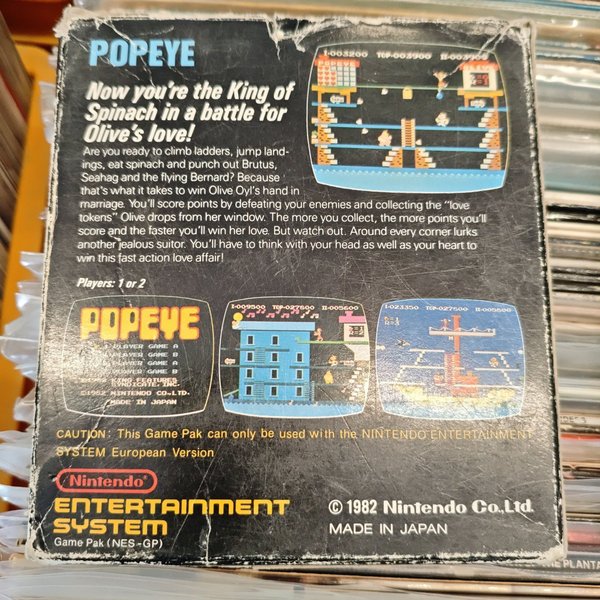 POPEYE
Now you're the King of
Spinach in a battle for
Olive's love!
Are you ready to climb ladders, jump land-
ings, eat spinach and punch out Brutus,
Seahag and the flying Bernard? Because
that's what it takes to win Olive Oyl's hand in
marriage. You'll score points by defeating your enemies and collecting the "love
tokens" Olive drops from her window. The more you collect, the more points you'll
score and the faster you'll win her love. But watch out. Around every corner lurks
another jealous suitor. You'll have to think with your head as well as your heart to
win this fast action love affair!
Players: 1 or 2
I-003200 TOP-003900 II-003900
POPEYE
POPEYE
PLAYER GAME A
PLAYER GAME B
PLAYER GAME A
PLAYER GAME B
KING FEATURES
SYNDICATE, INC.
©1982 NINTENDO CO.,LTD.
MADE IN JAPAN
I-009500 TOP-027600 II-005600
I-023350 TOP-027600 II-005600
CAUTION: This Game Pak can only be used with the NINTENDO ENTERTAINMENT
SYSTEM European Version
Nintendo
ENTERTAINMENT
SYSTEM
Game Pak (NES-GP)
© 1982 Nintendo Co.,Ltd.
MADE IN JAPAN
THE PLANTA